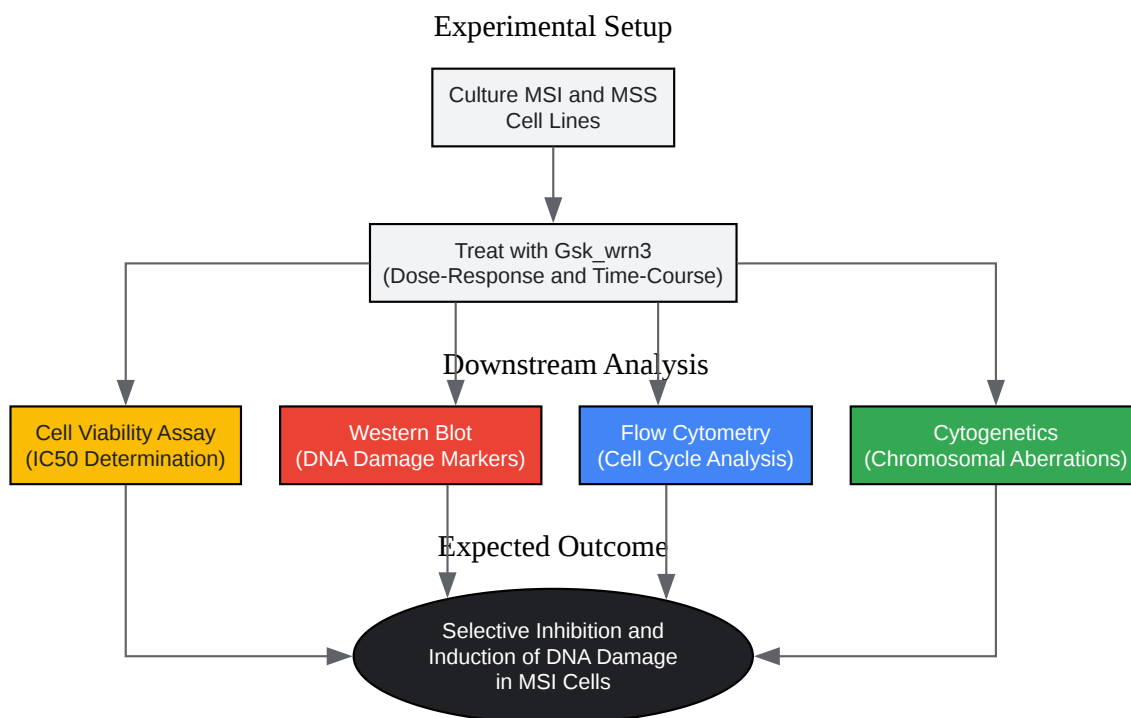 Experimental Setup
Culture MSI and MSS
Cell Lines
Treat with Gsk_wrn3
(Dose-Response and Time-Course)
Downstream Analysis
Cell Viability Assay
(IC50 Determination)
Western Blot
(DNA Damage Markers)
Flow Cytometry
(Cell Cycle Analysis)
Cytogenetics
(Chromosomal Aberrations)
Expected Outcome
Selective Inhibition and
Induction of DNA Damage
in MSI Cells